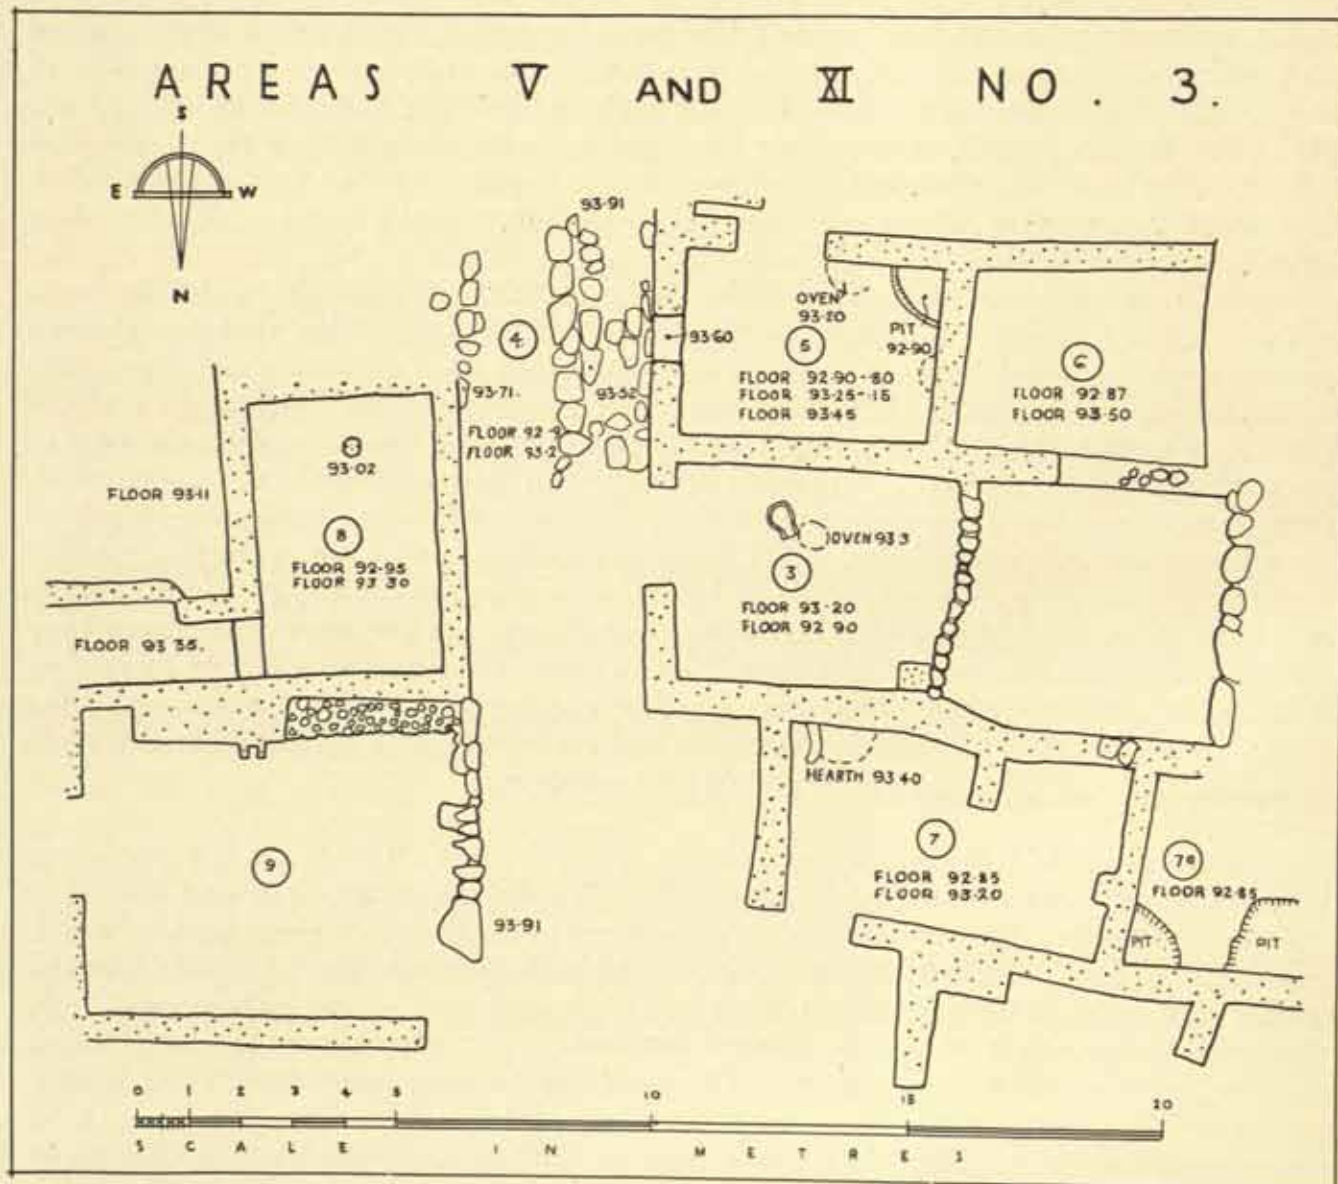 AREAS V AND XI NO. 3.
S
E W
N
93·91
4
93·71.
93·52
FLOOR 92·9
FLOOR 93·2
93·60
OVEN
93·20
PIT
92·90
5
FLOOR 92·90-·80
FLOOR 93·25-·15
FLOOR 93·45
6
FLOOR 92·87
FLOOR 93·50
93·02
FLOOR 93·11
8
FLOOR 92·95
FLOOR 93·30
FLOOR 93·35.
OVEN 93·3
3
FLOOR 93·20
FLOOR 92·90
HEARTH 93·40
7
FLOOR 92·85
FLOOR 93·20
7a
FLOOR 92·85
PIT
PIT
9
93·91
0 1 2 3 4 5 10 15 20
SCALE IN METRES